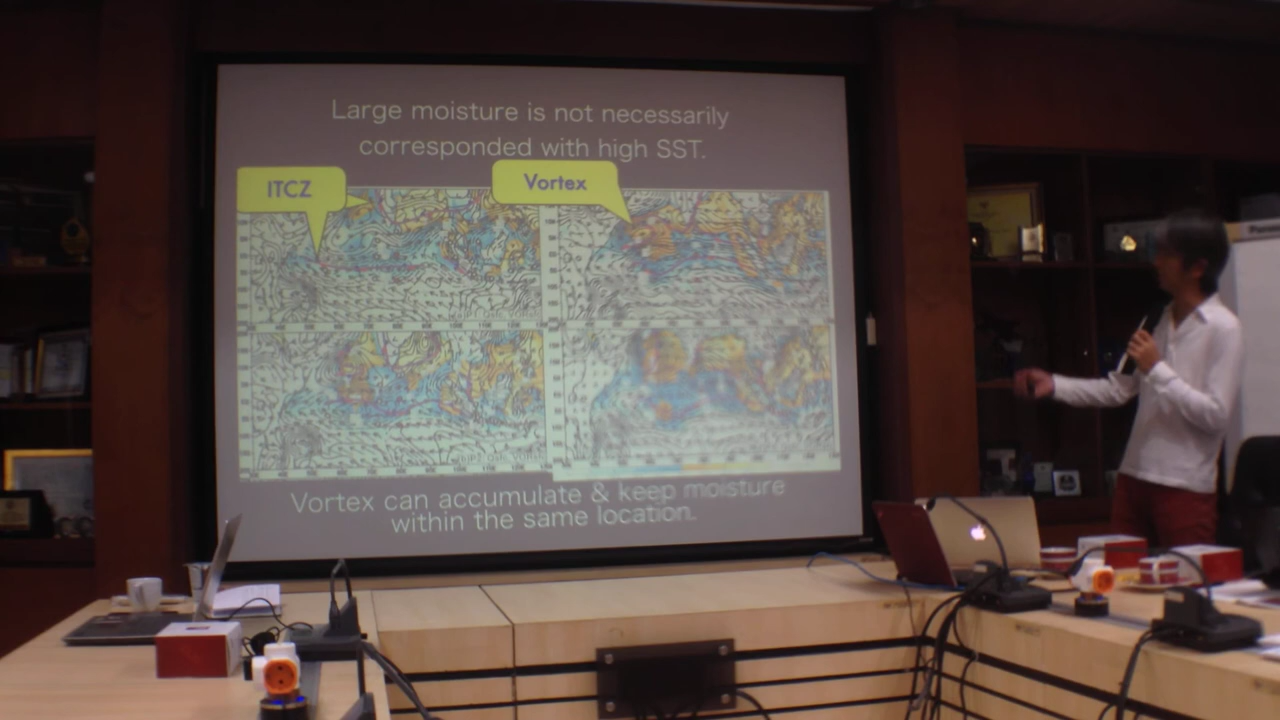 Large moisture is not necessarily
corresponded with high SST.
ITCZ
Vortex
Vortex can accumulate & keep moisture
within the same location.